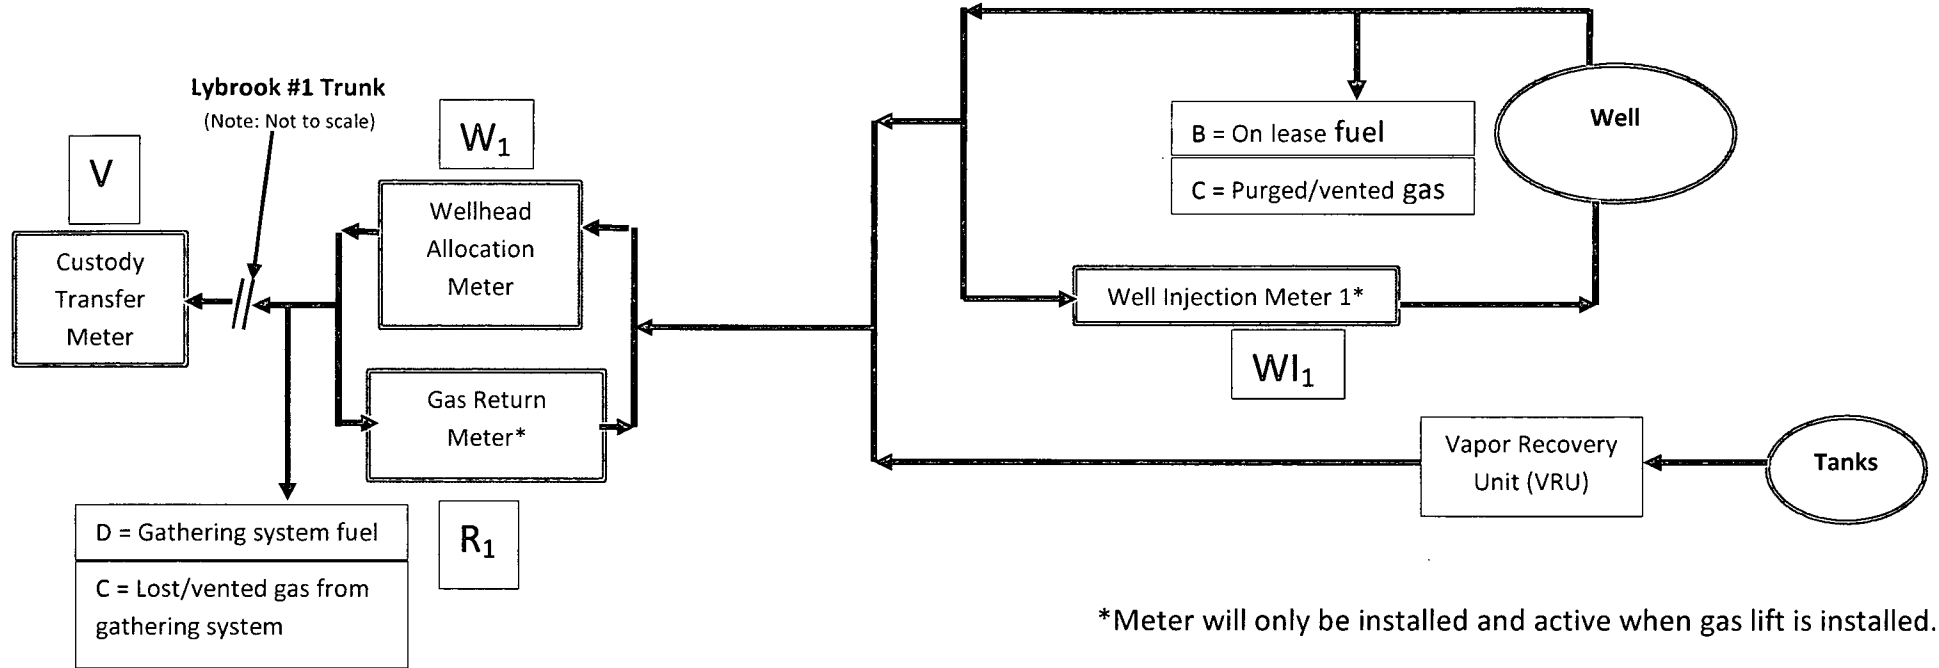 Lybrook #1 Trunk
(Note: Not to scale)
V
Custody
Transfer
Meter
W₁
Wellhead
Allocation
Meter
Gas Return
Meter*
R₁
D = Gathering system fuel
C = Lost/vented gas from
gathering system
B = On lease fuel
C = Purged/vented gas
Well
Well Injection Meter 1*
WI₁
Vapor Recovery
Unit (VRU)
Tanks
*Meter will only be installed and active when gas lift is installed.